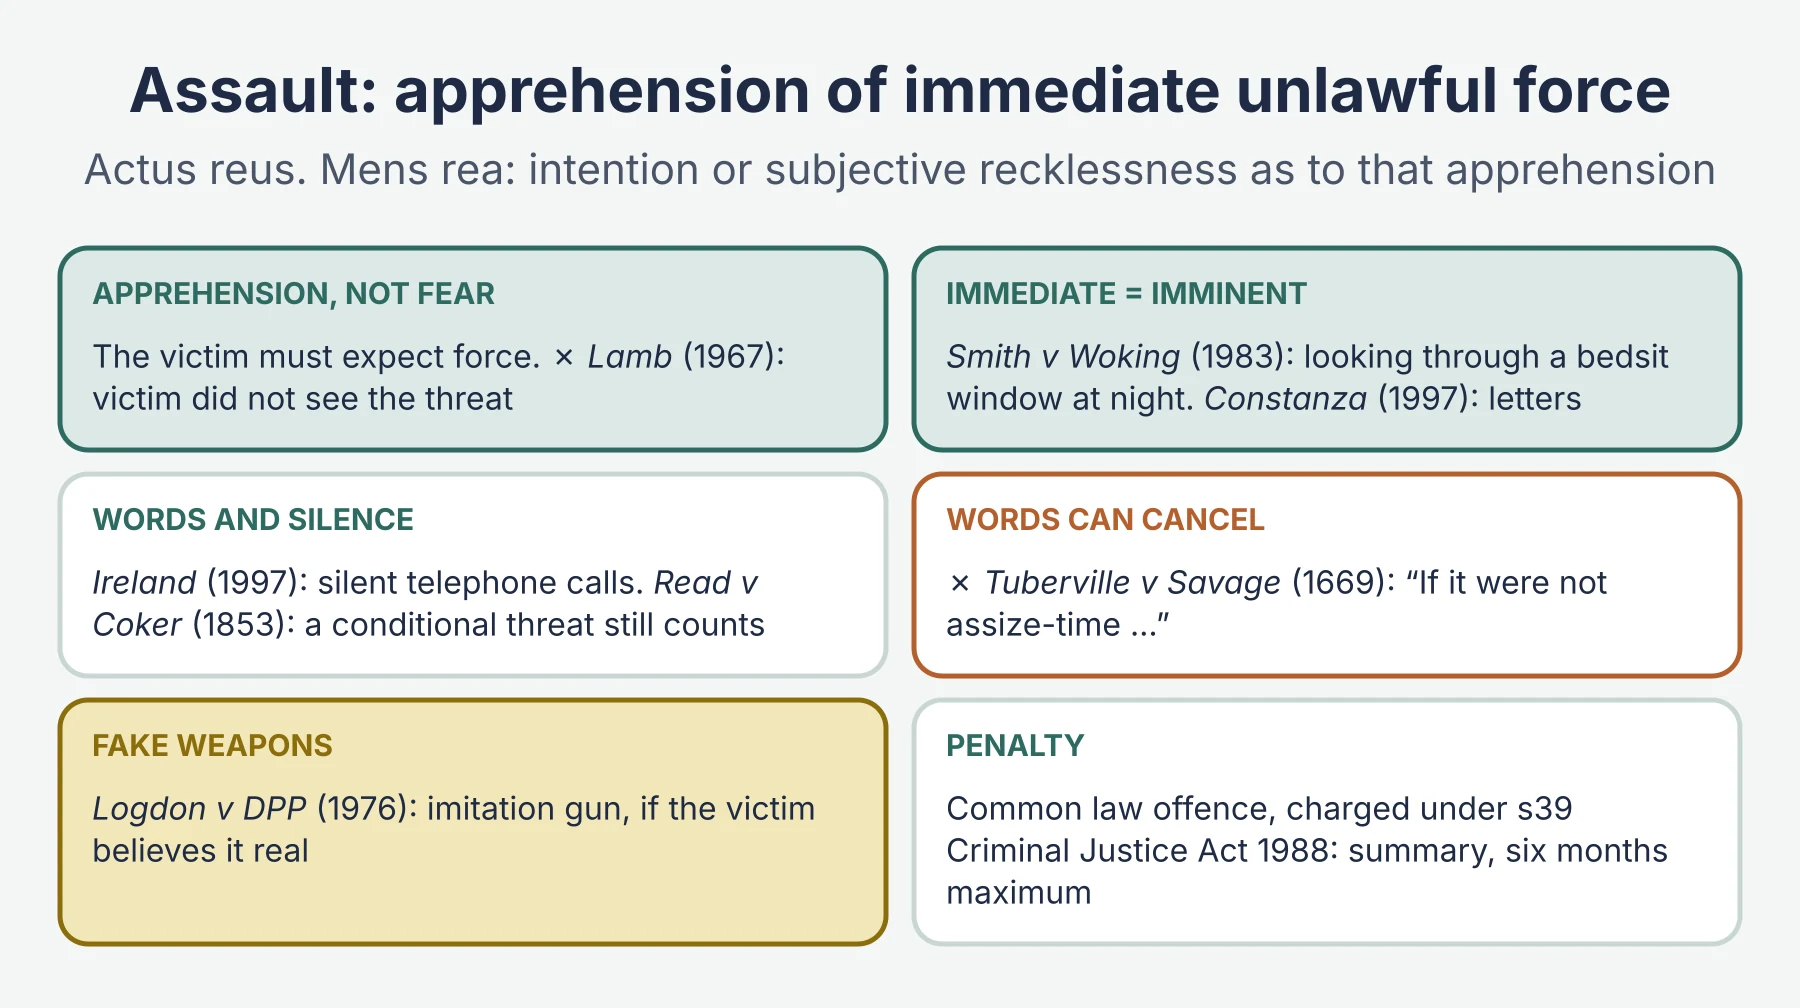 Assault: apprehension of immediate unlawful force
Actus reus. Mens rea: intention or subjective recklessness as to that apprehension
APPREHENSION, NOT FEAR
The victim must expect force. × Lamb (1967):
victim did not see the threat
IMMEDIATE = IMMINENT
Smith v Woking (1983): looking through a bedsit
window at night. Constanza (1997): letters
WORDS AND SILENCE
Ireland (1997): silent telephone calls. Read v
Coker (1853): a conditional threat still counts
WORDS CAN CANCEL
× Tuberville v Savage (1669): “If it were not
assize-time …”
FAKE WEAPONS
Logdon v DPP (1976): imitation gun, if the victim
believes it real
PENALTY
Common law offence, charged under s39
Criminal Justice Act 1988: summary, six months
maximum